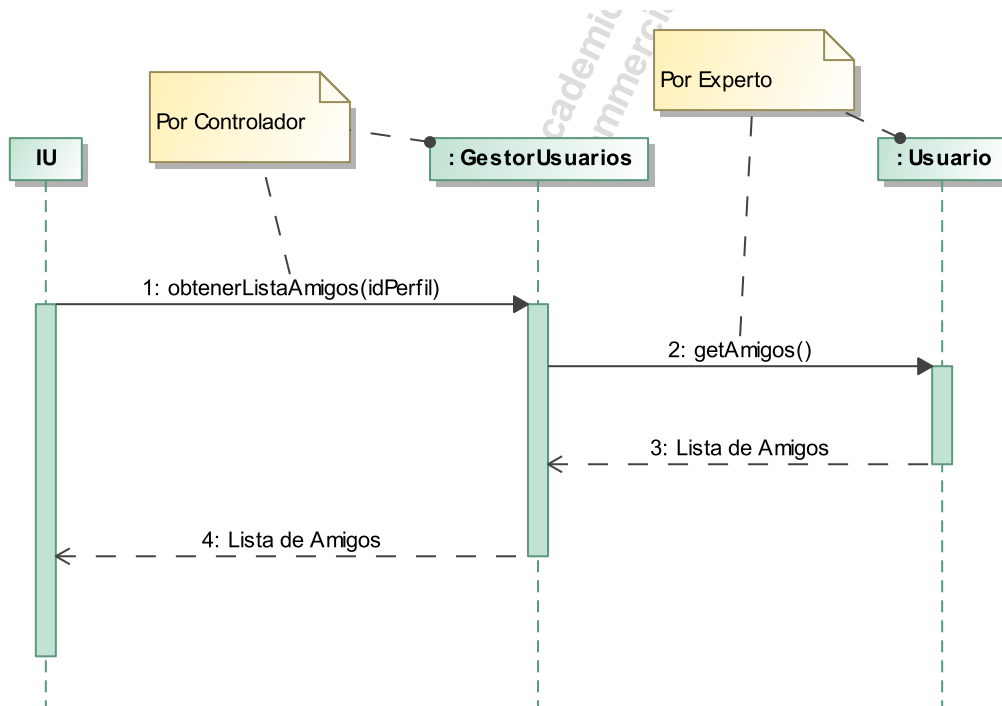 Por Experto
Por Controlador
IU
: GestorUsuarios
: Usuario
1: obtenerListaAmigos(idPerfil)
2: getAmigos()
3: Lista de Amigos
4: Lista de Amigos